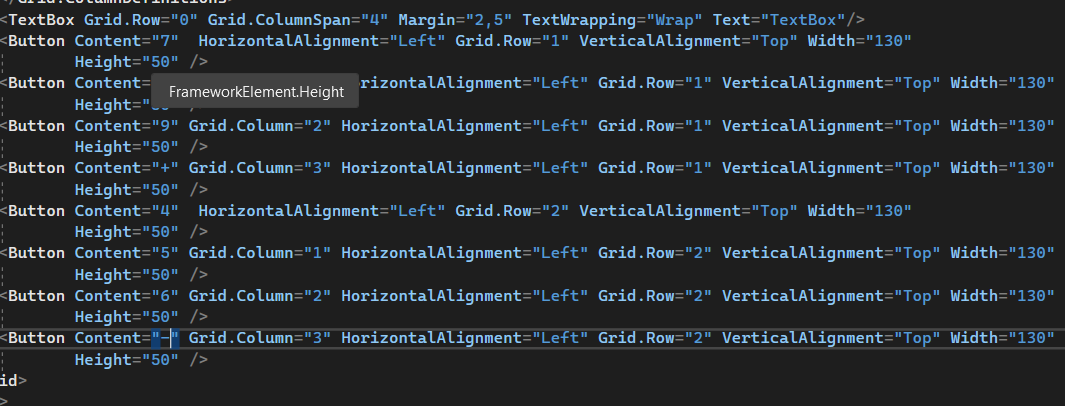 </Grid.ColumnDefinitions>
<TextBox Grid.Row="0" Grid.ColumnSpan="4" Margin="2,5" TextWrapping="Wrap" Text="TextBox"/>
<Button Content="7"  HorizontalAlignment="Left" Grid.Row="1" VerticalAlignment="Top" Width="130"
Height="50" />
<Button Content= rizontalAlignment="Left" Grid.Row="1" VerticalAlignment="Top" Width="130"
FrameworkElement.Height
<Button Content="9" Grid.Column="2" HorizontalAlignment="Left" Grid.Row="1" VerticalAlignment="Top" Width="130"
Height="50" />
<Button Content="+" Grid.Column="3" HorizontalAlignment="Left" Grid.Row="1" VerticalAlignment="Top" Width="130"
Height="50" />
<Button Content="4"  HorizontalAlignment="Left" Grid.Row="2" VerticalAlignment="Top" Width="130"
Height="50" />
<Button Content="5" Grid.Column="1" HorizontalAlignment="Left" Grid.Row="2" VerticalAlignment="Top" Width="130"
Height="50" />
<Button Content="6" Grid.Column="2" HorizontalAlignment="Left" Grid.Row="2" VerticalAlignment="Top" Width="130"
Height="50" />
<Button Content="-" Grid.Column="3" HorizontalAlignment="Left" Grid.Row="2" VerticalAlignment="Top" Width="130"
Height="50" />
id>
>